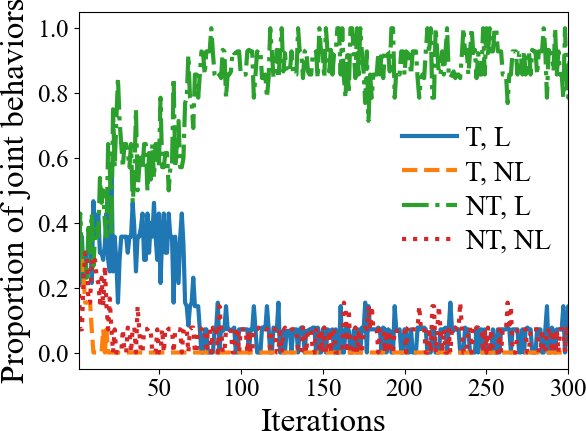 Proportion of joint behaviors
1.0
0.8
0.6
0.4
0.2
0.0
T, L
T, NL
NT, L
NT, NL
50
100
150
200
250
300
Iterations